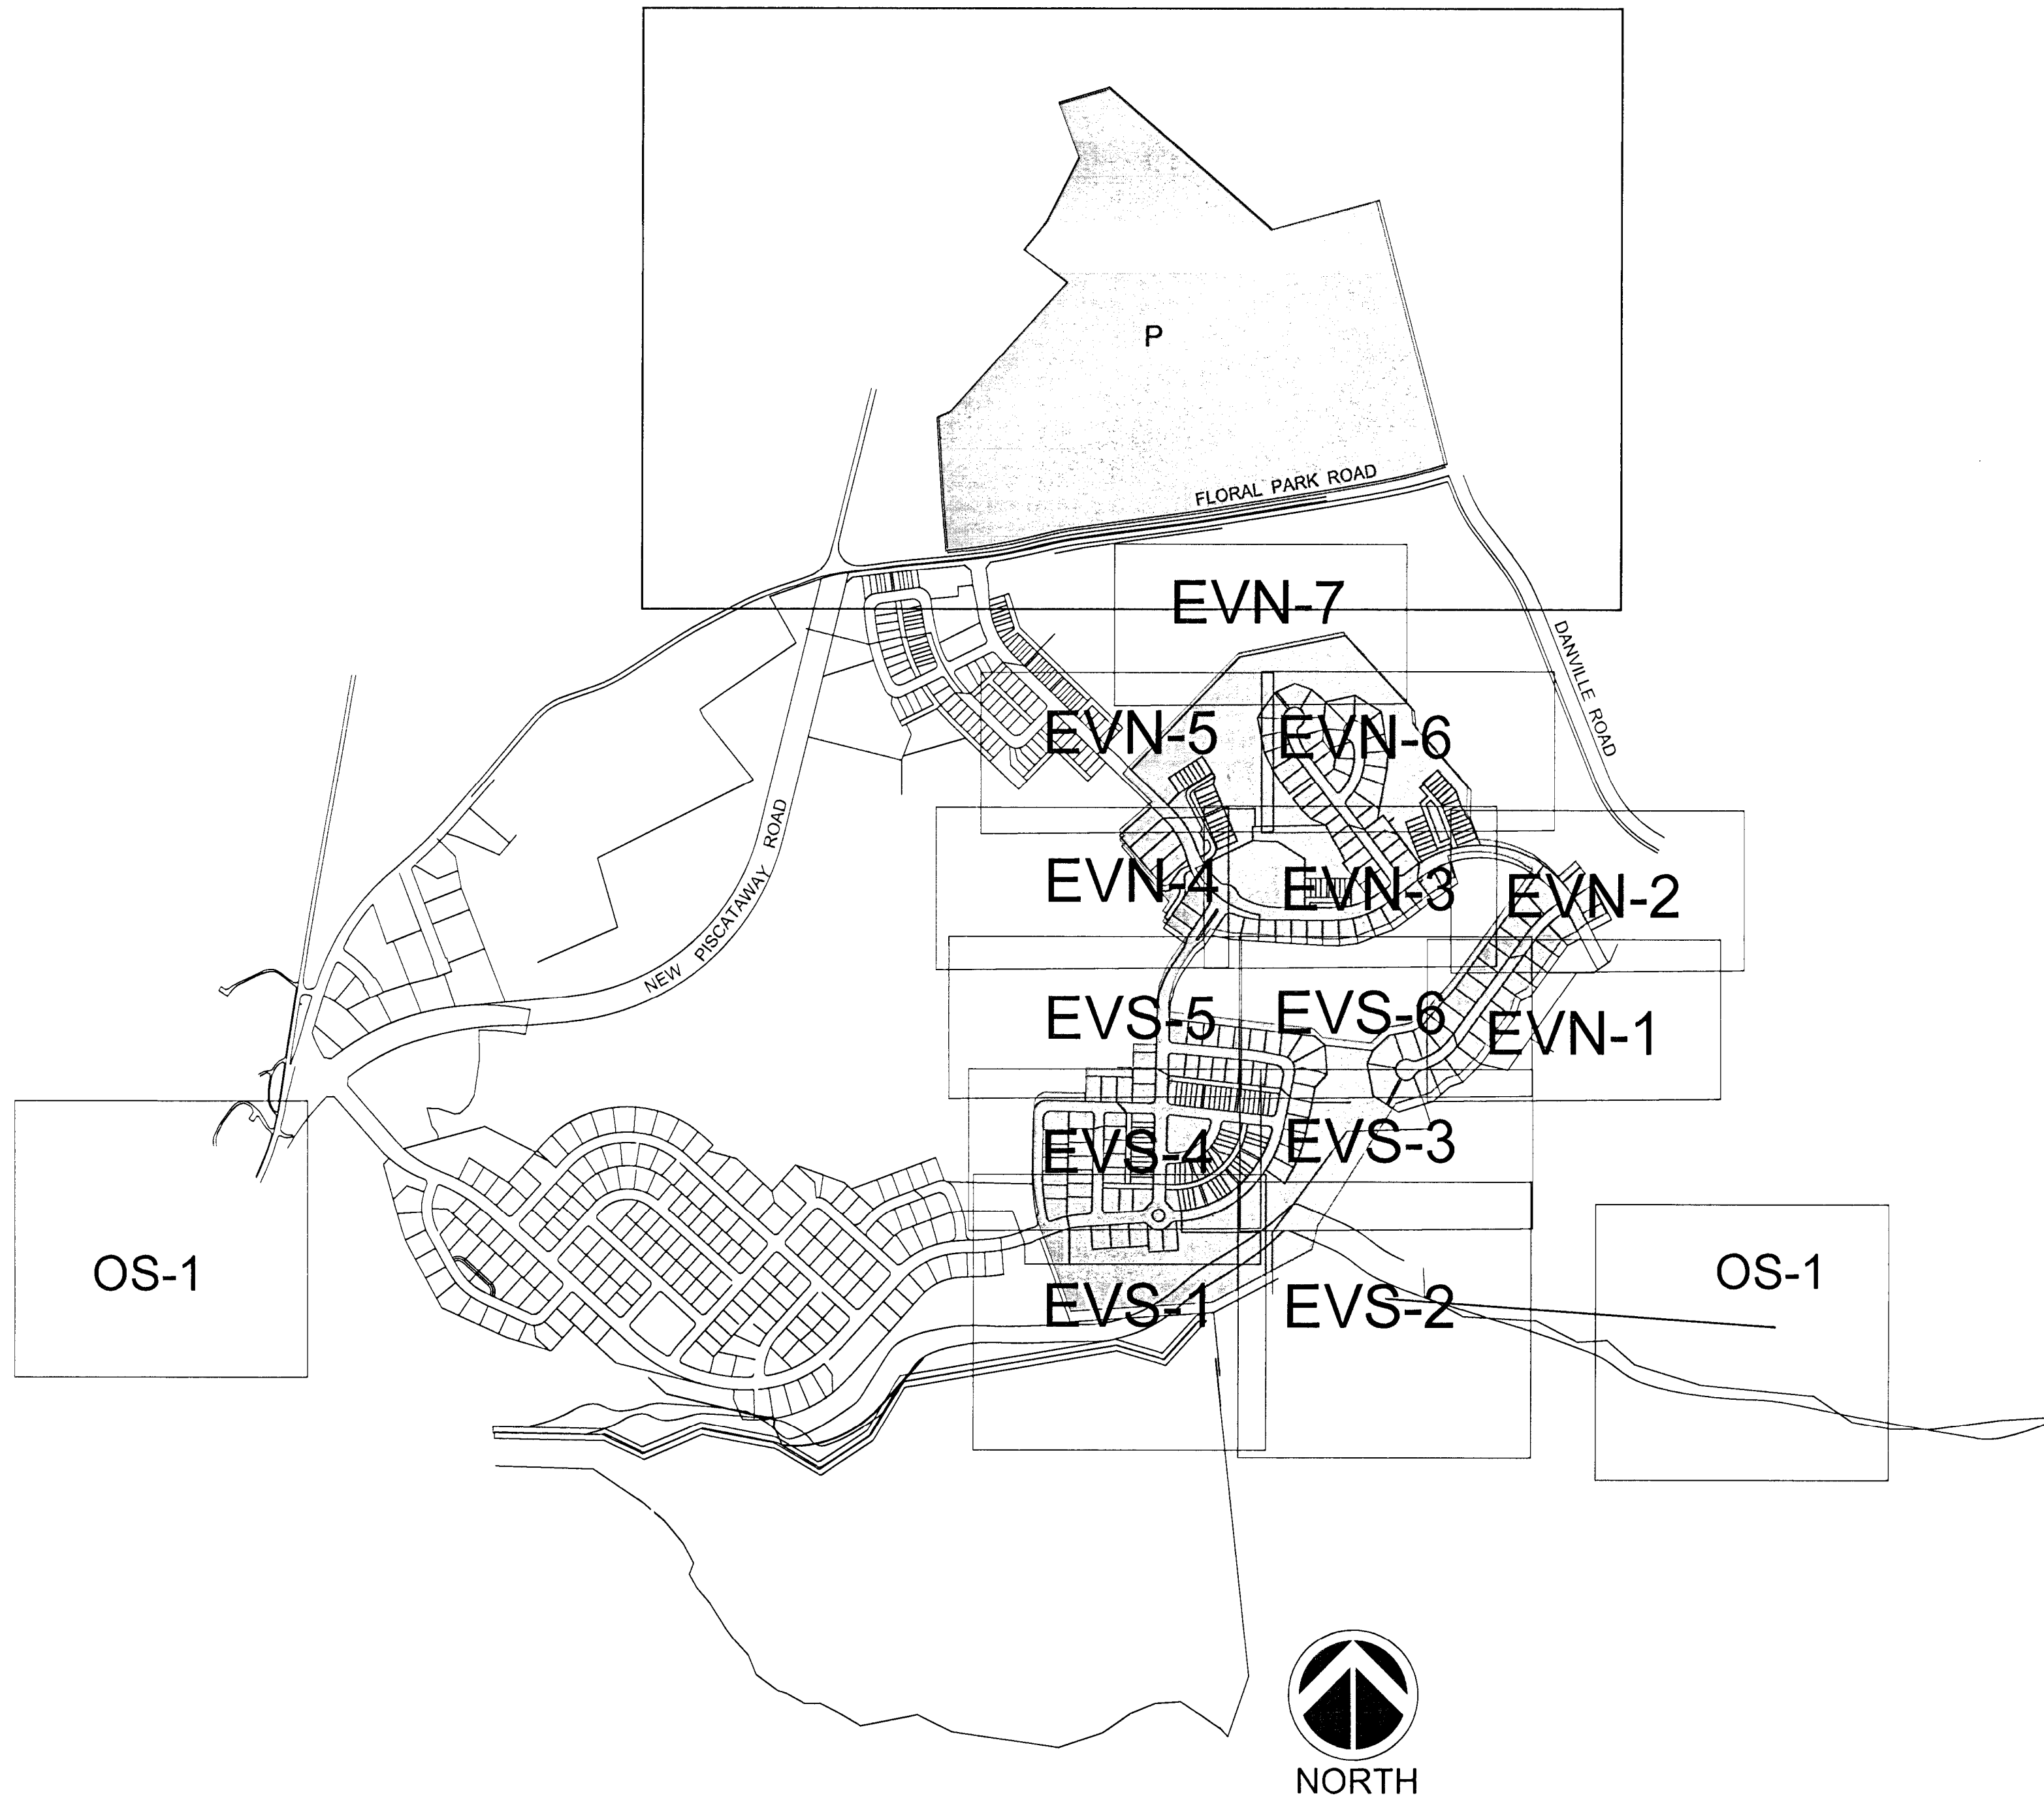 P
FLORAL PARK ROAD
EVN-7
DANVILLE ROAD
EVN-5
EVN-6
NEW PISCATAWAY ROAD
EVN-4
EVN-3
EVN-2
EVS-5
EVS-6
EVN-1
EVS-4
EVS-3
OS-1
OS-1
EVS-1
EVS-2
NORTH